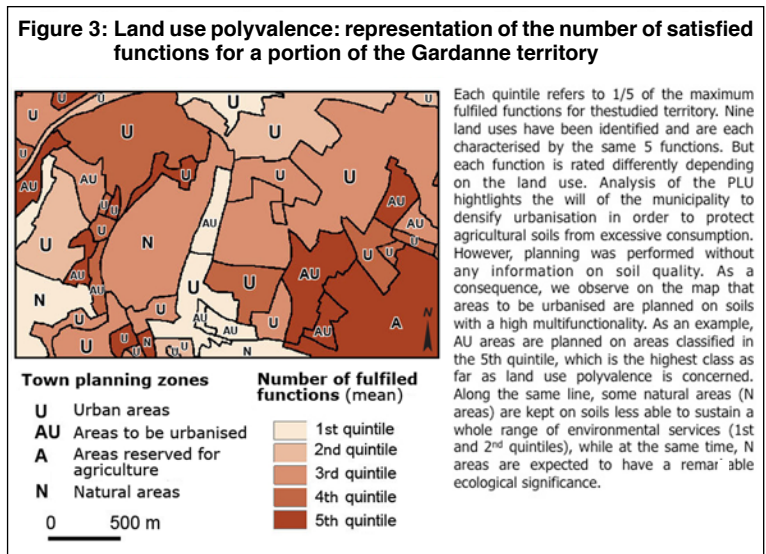 Figure 3: Land use polyvalence: representation of the number of satisfied
functions for a portion of the Gardanne territory
U
U
U
U
U
U
U
U
AU
AU
U
U
U
AU
AU
U
U
U
AU
U
N
U
U
AU
AU
U
U
AU
N
AU
U
A
N
U
U
AU
AU
U
AU
U
U
N
U
U
N
Town planning zones
U Urban areas
AU Areas to be urbanised
A Areas reserved for
agriculture
N Natural areas
0 500 m
Number of fulfiled
functions (mean)
1st quintile
2nd quintile
3rd quintile
4th quintile
5th quintile
Each quintile refers to 1/5 of the maximum
fulfiled functions for thestudied territory. Nine
land uses have been identified and are each
characterised by the same 5 functions. But
each function is rated differently depending
on the land use. Analysis of the PLU
hightlights the will of the municipality to
densify urbanisation in order to protect
agricultural soils from excessive consumption.
However, planning was performed without
any information on soil quality. As a
consequence, we observe on the map that
areas to be urbanised are planned on soils
with a high multifunctionality. As an example,
AU areas are planned on areas classified in
the 5th quintile, which is the highest class as
far as land use polyvalence is concerned.
Along the same line, some natural areas (N
areas) are kept on soils less able to sustain a
whole range of environmental services (1st
and 2nd quintiles), while at the same time, N
areas are expected to have a remar able
ecological significance.